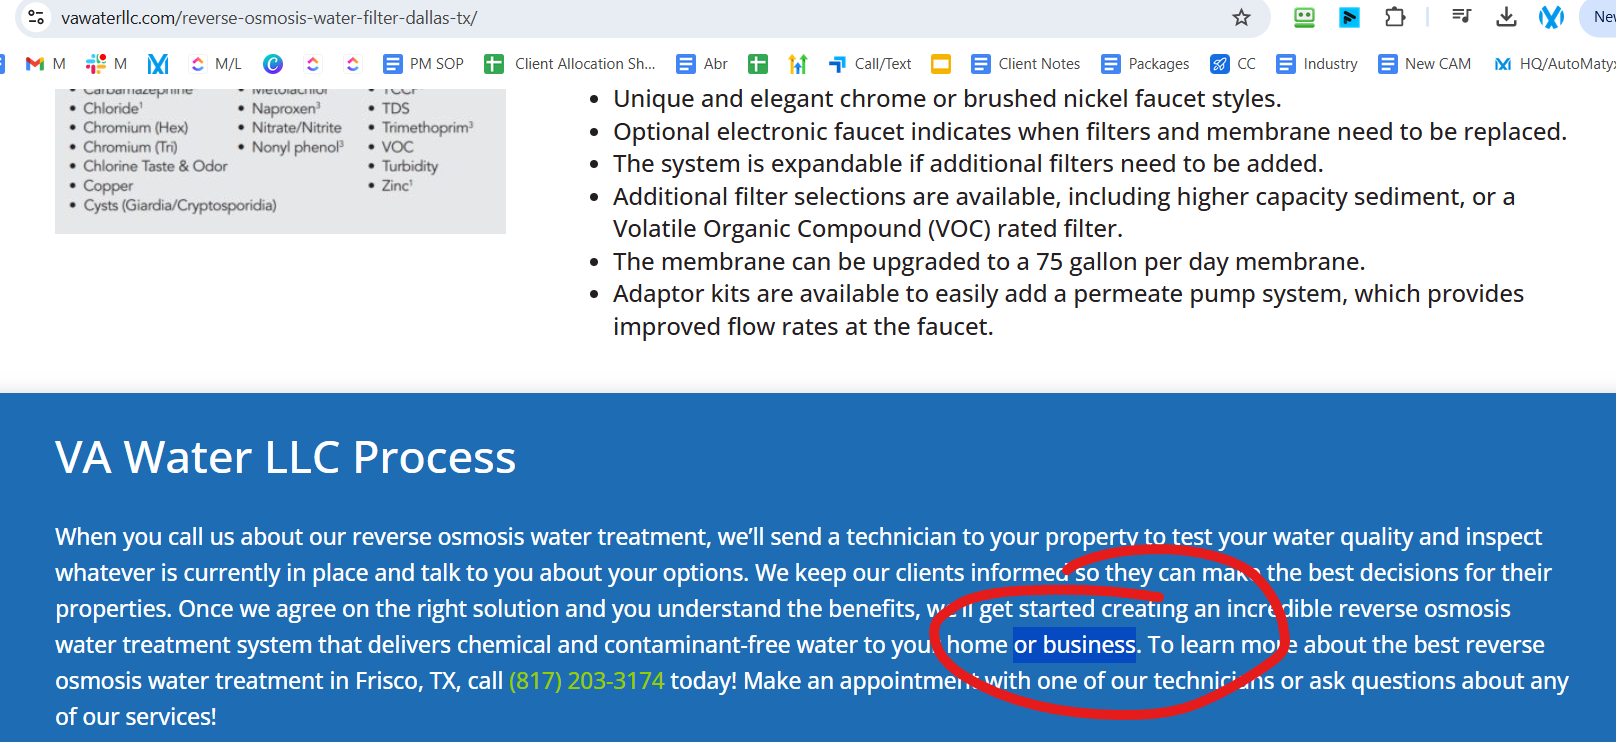 vawaterllc.com/reverse-osmosis-water-filter-dallas-tx/
New
M M M/L PM SOP Client Allocation Sh... Abr Call/Text Client Notes Packages CC Industry New CAM HQ/AutoMaty
Carbamazephine Metolachlor TCCP
• Chloride¹ • Naproxen³ • TDS
• Chromium (Hex) • Nitrate/Nitrite • Trimethoprim³
• Chromium (Tri) • Nonyl phenol³ • VOC
• Chlorine Taste & Odor • Turbidity
• Copper • Zinc¹
• Cysts (Giardia/Cryptosporidia)
• Unique and elegant chrome or brushed nickel faucet styles.
• Optional electronic faucet indicates when filters and membrane need to be replaced.
• The system is expandable if additional filters need to be added.
• Additional filter selections are available, including higher capacity sediment, or a
Volatile Organic Compound (VOC) rated filter.
• The membrane can be upgraded to a 75 gallon per day membrane.
• Adaptor kits are available to easily add a permeate pump system, which provides
improved flow rates at the faucet.
VA Water LLC Process
When you call us about our reverse osmosis water treatment, we’ll send a technician to your property to test your water quality and inspect
whatever is currently in place and talk to you about your options. We keep our clients informed so they can make the best decisions for their
properties. Once we agree on the right solution and you understand the benefits, we’ll get started creating an incredible reverse osmosis
water treatment system that delivers chemical and contaminant-free water to your home or business. To learn more about the best reverse
osmosis water treatment in Frisco, TX, call (817) 203-3174 today! Make an appointment with one of our technicians or ask questions about any
of our services!